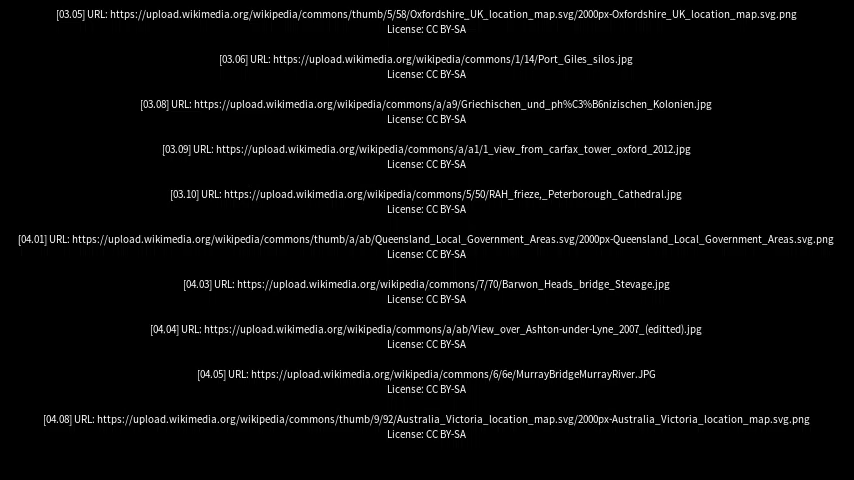 [03.05] URL: https://upload.wikimedia.org/wikipedia/commons/thumb/5/58/Oxfordshire_UK_location_map.svg/2000px-Oxfordshire_UK_location_map.svg.png
License: CC BY-SA
[03.06] URL: https://upload.wikimedia.org/wikipedia/commons/1/14/Port_Giles_silos.jpg
License: CC BY-SA
[03.08] URL: https://upload.wikimedia.org/wikipedia/commons/a/a9/Griechischen_und_ph%C3%B6nizischen_Kolonien.jpg
License: CC BY-SA
[03.09] URL: https://upload.wikimedia.org/wikipedia/commons/a/a1/1_view_from_carfax_tower_oxford_2012.jpg
License: CC BY-SA
[03.10] URL: https://upload.wikimedia.org/wikipedia/commons/5/50/RAH_frieze,_Peterborough_Cathedral.jpg
License: CC BY-SA
[04.01] URL: https://upload.wikimedia.org/wikipedia/commons/thumb/a/ab/Queensland_Local_Government_Areas.svg/2000px-Queensland_Local_Government_Areas.svg.png
License: CC BY-SA
[04.03] URL: https://upload.wikimedia.org/wikipedia/commons/7/70/Barwon_Heads_bridge_Stevage.jpg
License: CC BY-SA
[04.04] URL: https://upload.wikimedia.org/wikipedia/commons/a/ab/View_over_Ashton-under-Lyne_2007_(editted).jpg
License: CC BY-SA
[04.05] URL: https://upload.wikimedia.org/wikipedia/commons/6/6e/MurrayBridgeMurrayRiver.JPG
License: CC BY-SA
[04.08] URL: https://upload.wikimedia.org/wikipedia/commons/thumb/9/92/Australia_Victoria_location_map.svg/2000px-Australia_Victoria_location_map.svg.png
License: CC BY-SA